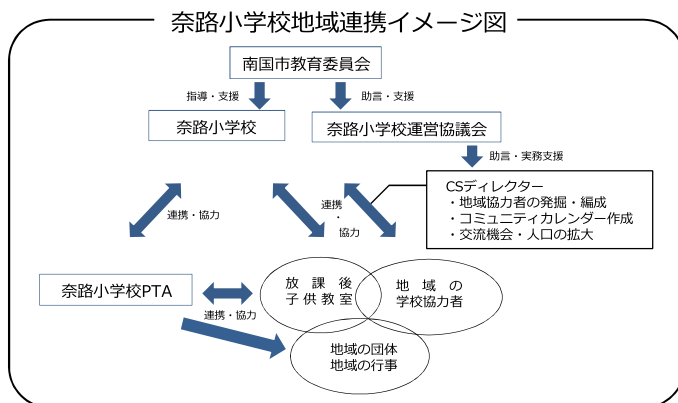 奈路小学校地域連携イメージ図
南国市教育委員会
指導・支援
助言・支援
奈路小学校
奈路小学校運営協議会
助言・実務支援
CSディレクター
・地域協力者の発掘・編成
・コミュニティカレンダー作成
・交流機会・人口の拡大
連携・協力
連携
・
協力
奈路小学校PTA
連携・協力
放課後
子供教室
地域の
学校協力者
地域の団体
地域の行事